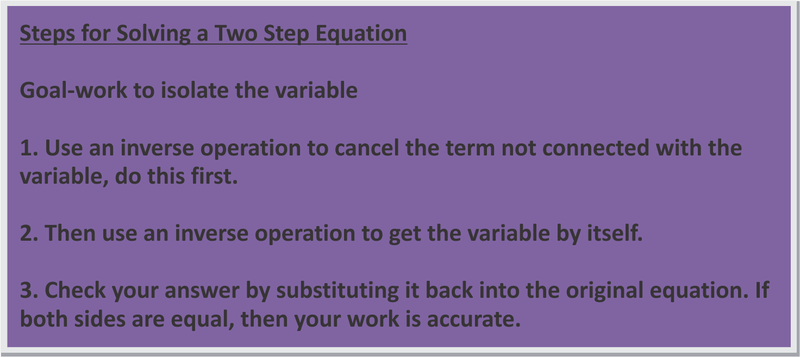 Steps for Solving a Two Step Equation
Goal-work to isolate the variable
1. Use an inverse operation to cancel the term not connected with the
variable, do this first.
2. Then use an inverse operation to get the variable by itself.
3. Check your answer by substituting it back into the original equation. If
both sides are equal, then your work is accurate.